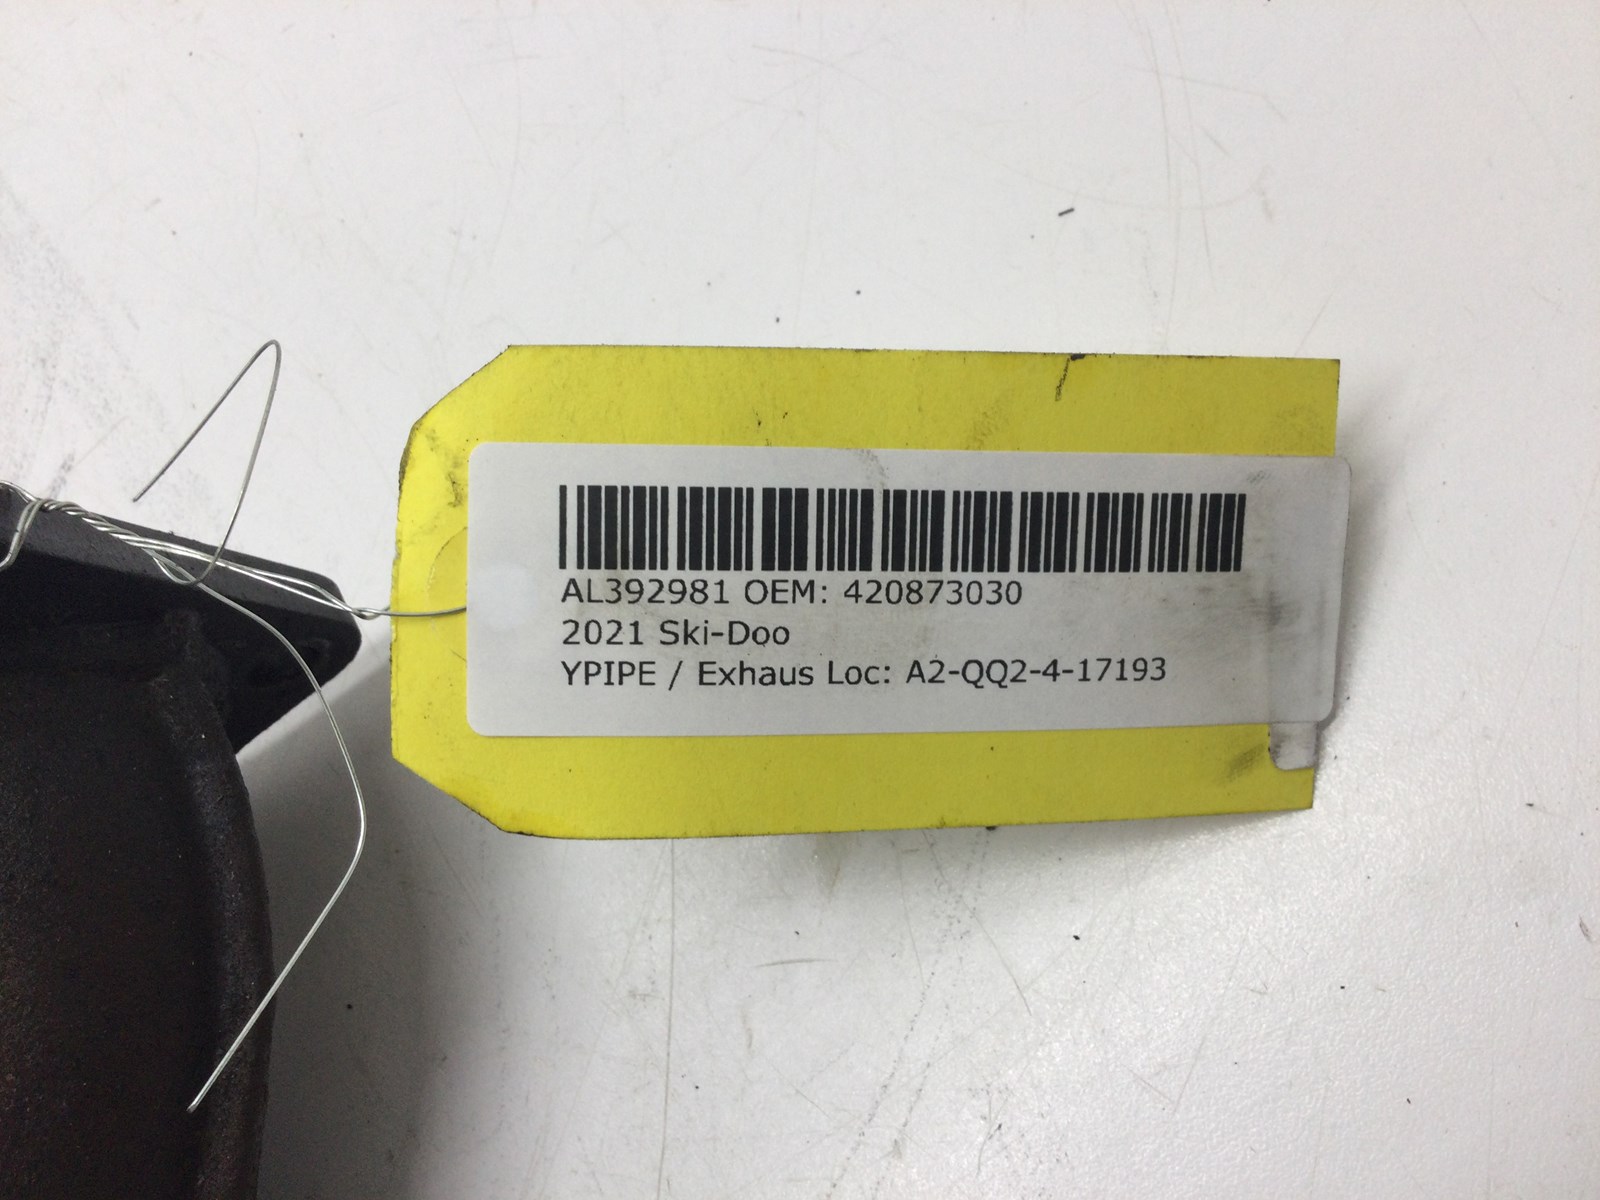 AL392981 OEM: 420873030
2021 Ski-Doo
YPIPE / Exhaus Loc: A2-QQ2-4-17193